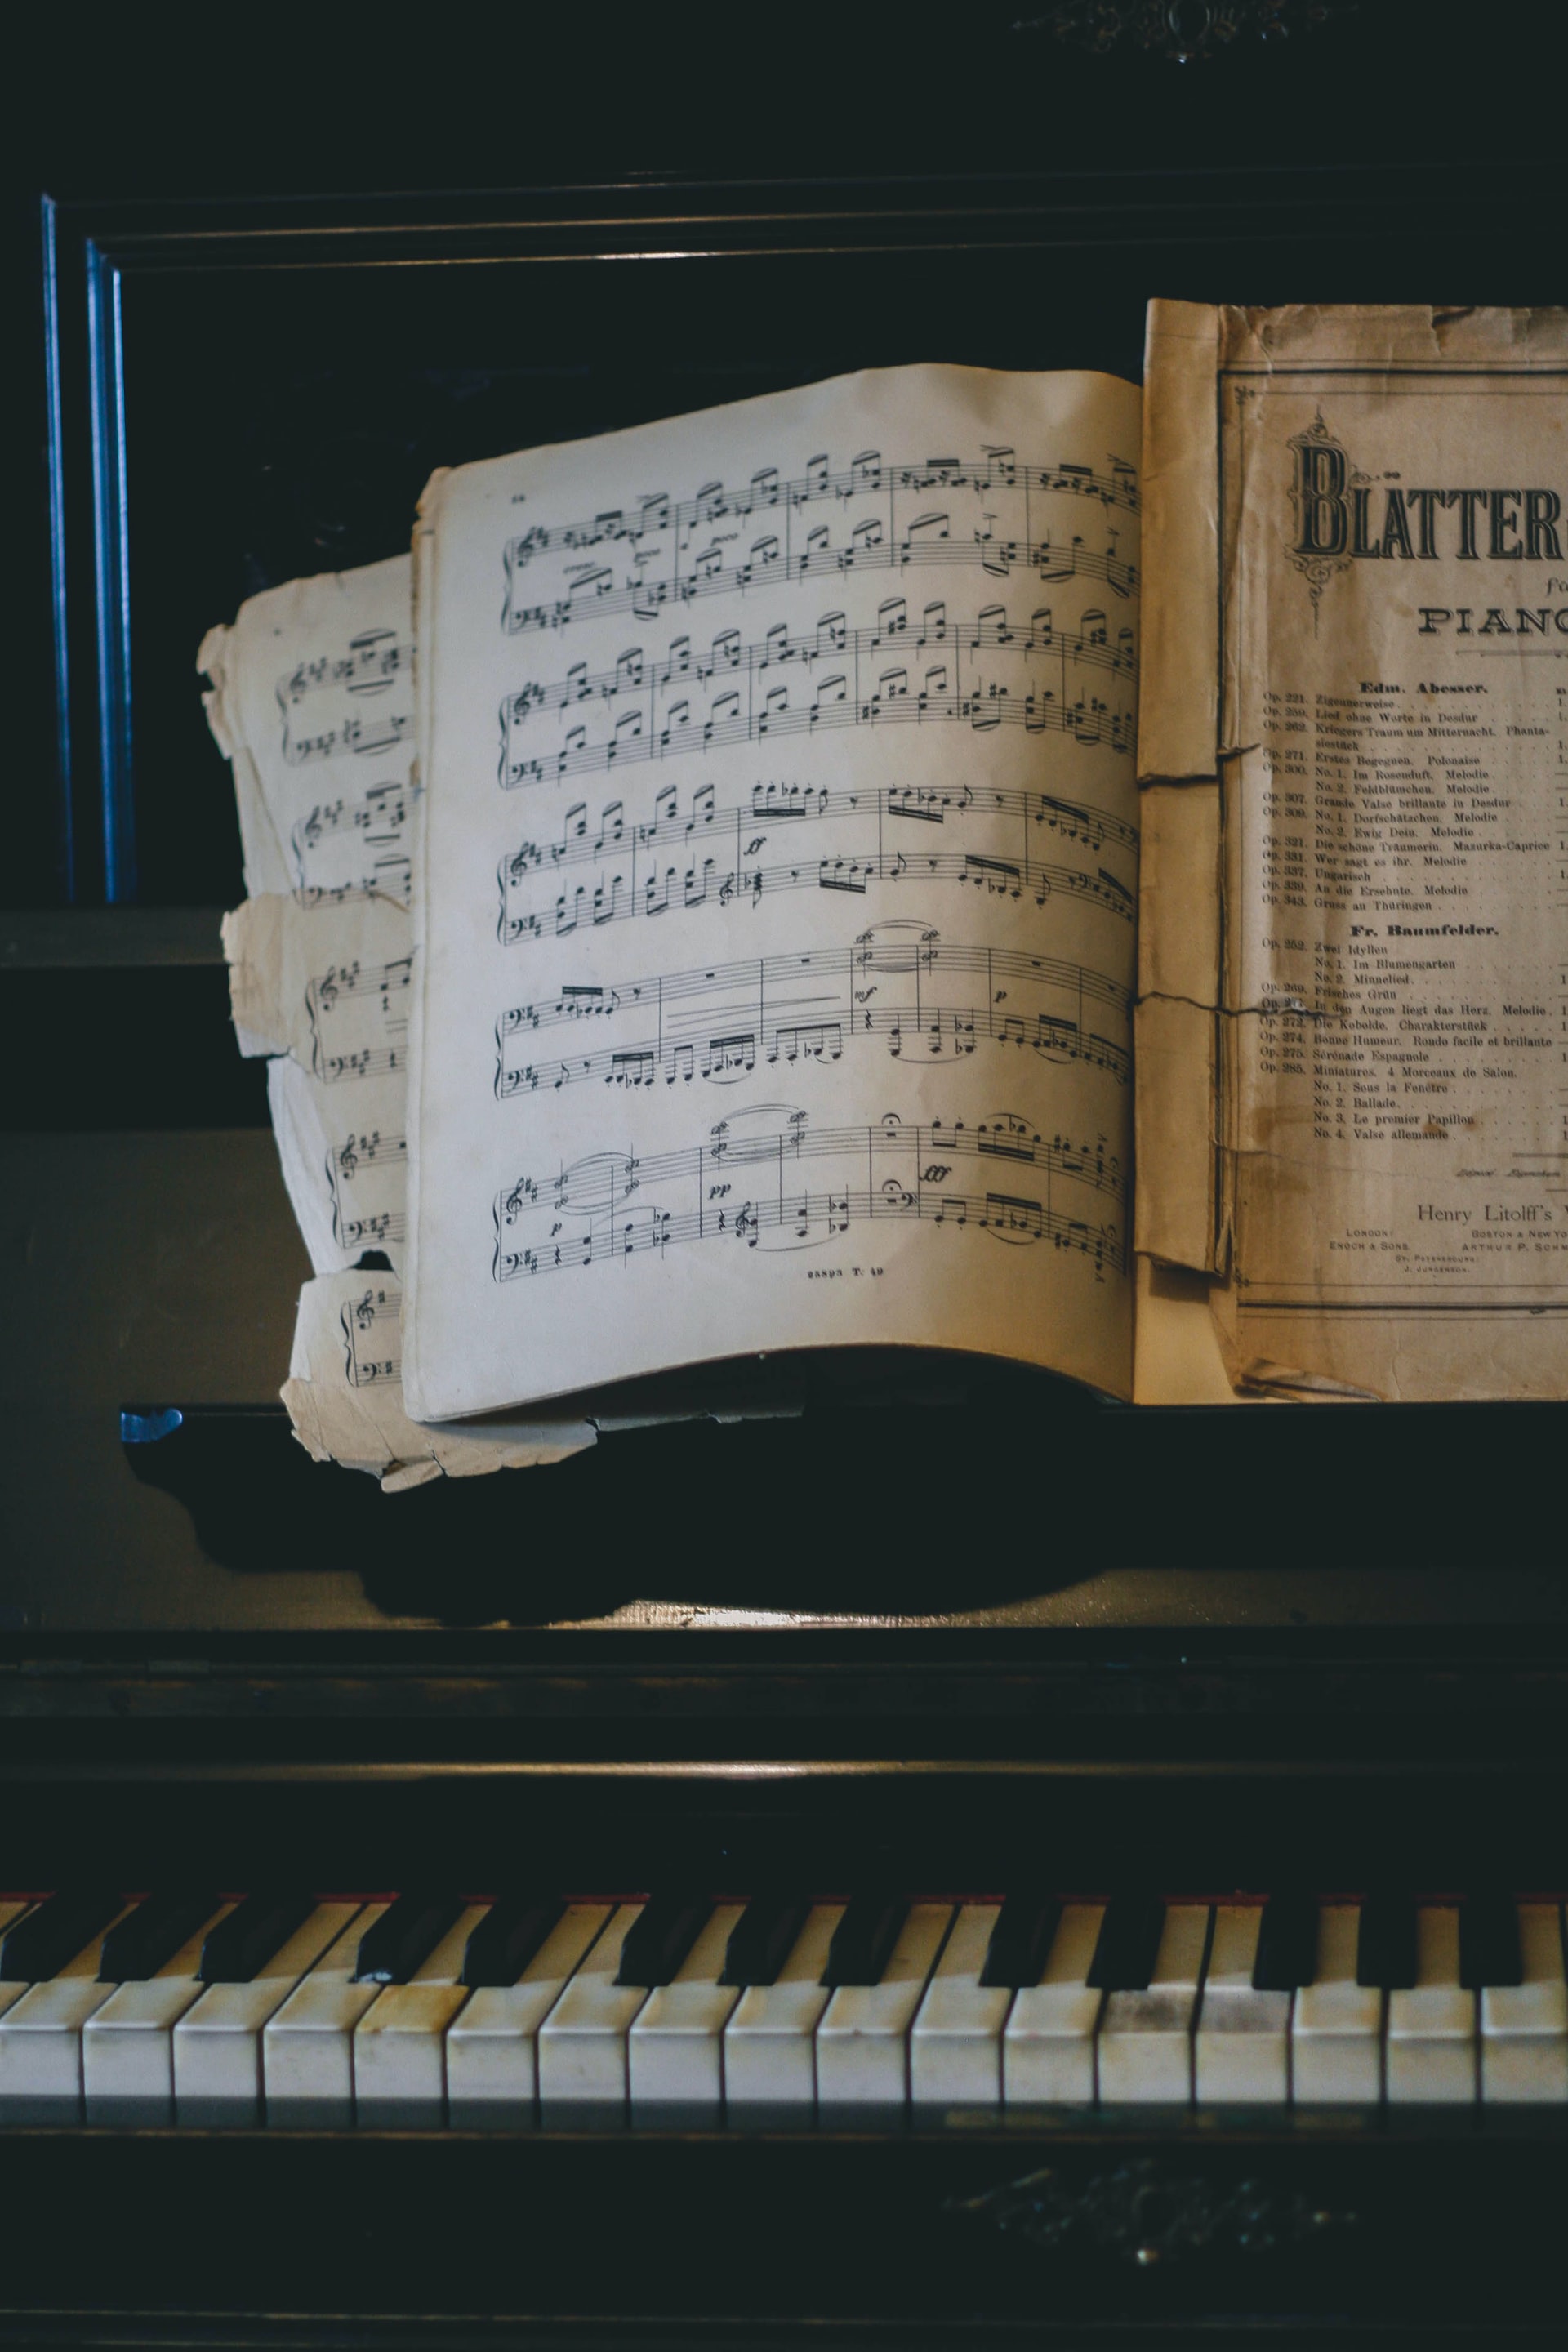 24
cresc. poco a poco
ff
mf
p
p
pp
fff
25893 T. 49
BLÄTTER
PIANO
Edm. Abesser.
Op. 221. Zigeunerweise
Op. 259. Lied ohne Worte in Desdur
Op. 262. Kriegers Traum um Mitternacht. Phanta-
siestück
Op. 271. Erstes Begegnen. Polonaise
Op. 300. No. 1. Im Rosenduft. Melodie
No. 2. Feldblümchen. Melodie
Op. 307. Grande Valse brillante in Desdur
Op. 309. No. 1. Dorfschätzchen. Melodie
No. 2. Ewig Dein. Melodie
Op. 321. Die schöne Träumerin. Mazurka-Caprice
Op. 331. Wer sagt es ihr. Melodie
Op. 337. Ungarisch
Op. 339. An die Ersehnte. Melodie
Op. 343. Gruss an Thüringen
Fr. Baumfelder.
Op. 252. Zwei Idyllen
No. 1. Im Blumengarten
No. 2. Minnelied
Op. 269. Frisches Grün
Op. 271. In den Augen liegt das Herz. Melodie
Op. 272. Die Kobolde. Charakterstück
Op. 274. Bonne Humeur. Rondo facile et brillante
Op. 275. Sérénade Espagnole
Op. 285. Miniatures. 4 Morceaux de Salon.
No. 1. Sous la Fenêtre
No. 2. Ballade
No. 3. Le premier Papillon
No. 4. Valse allemande
Henry Litolff's
LONDON: BOSTON & NEW YO
ENOCH & SONS. ARTHUR P. SCHM
ST. PETERSBURG:
J. JURGENSON.